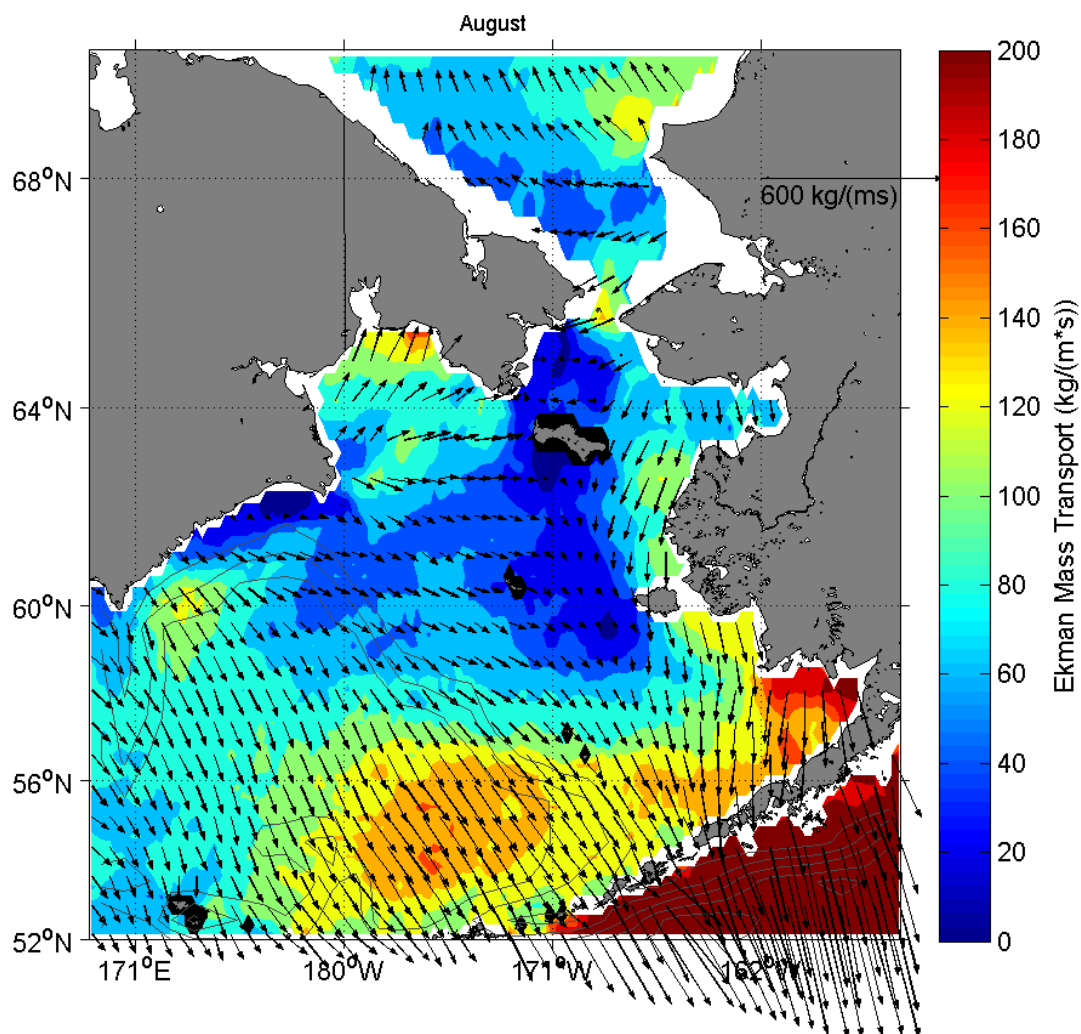 August
68°N
64°N
60°N
56°N
52°N
171°E
180°W
171°W
162°W
600 kg/(ms)
200
180
160
140
120
100
80
60
40
20
0
Ekman Mass Transport (kg/(m*s))